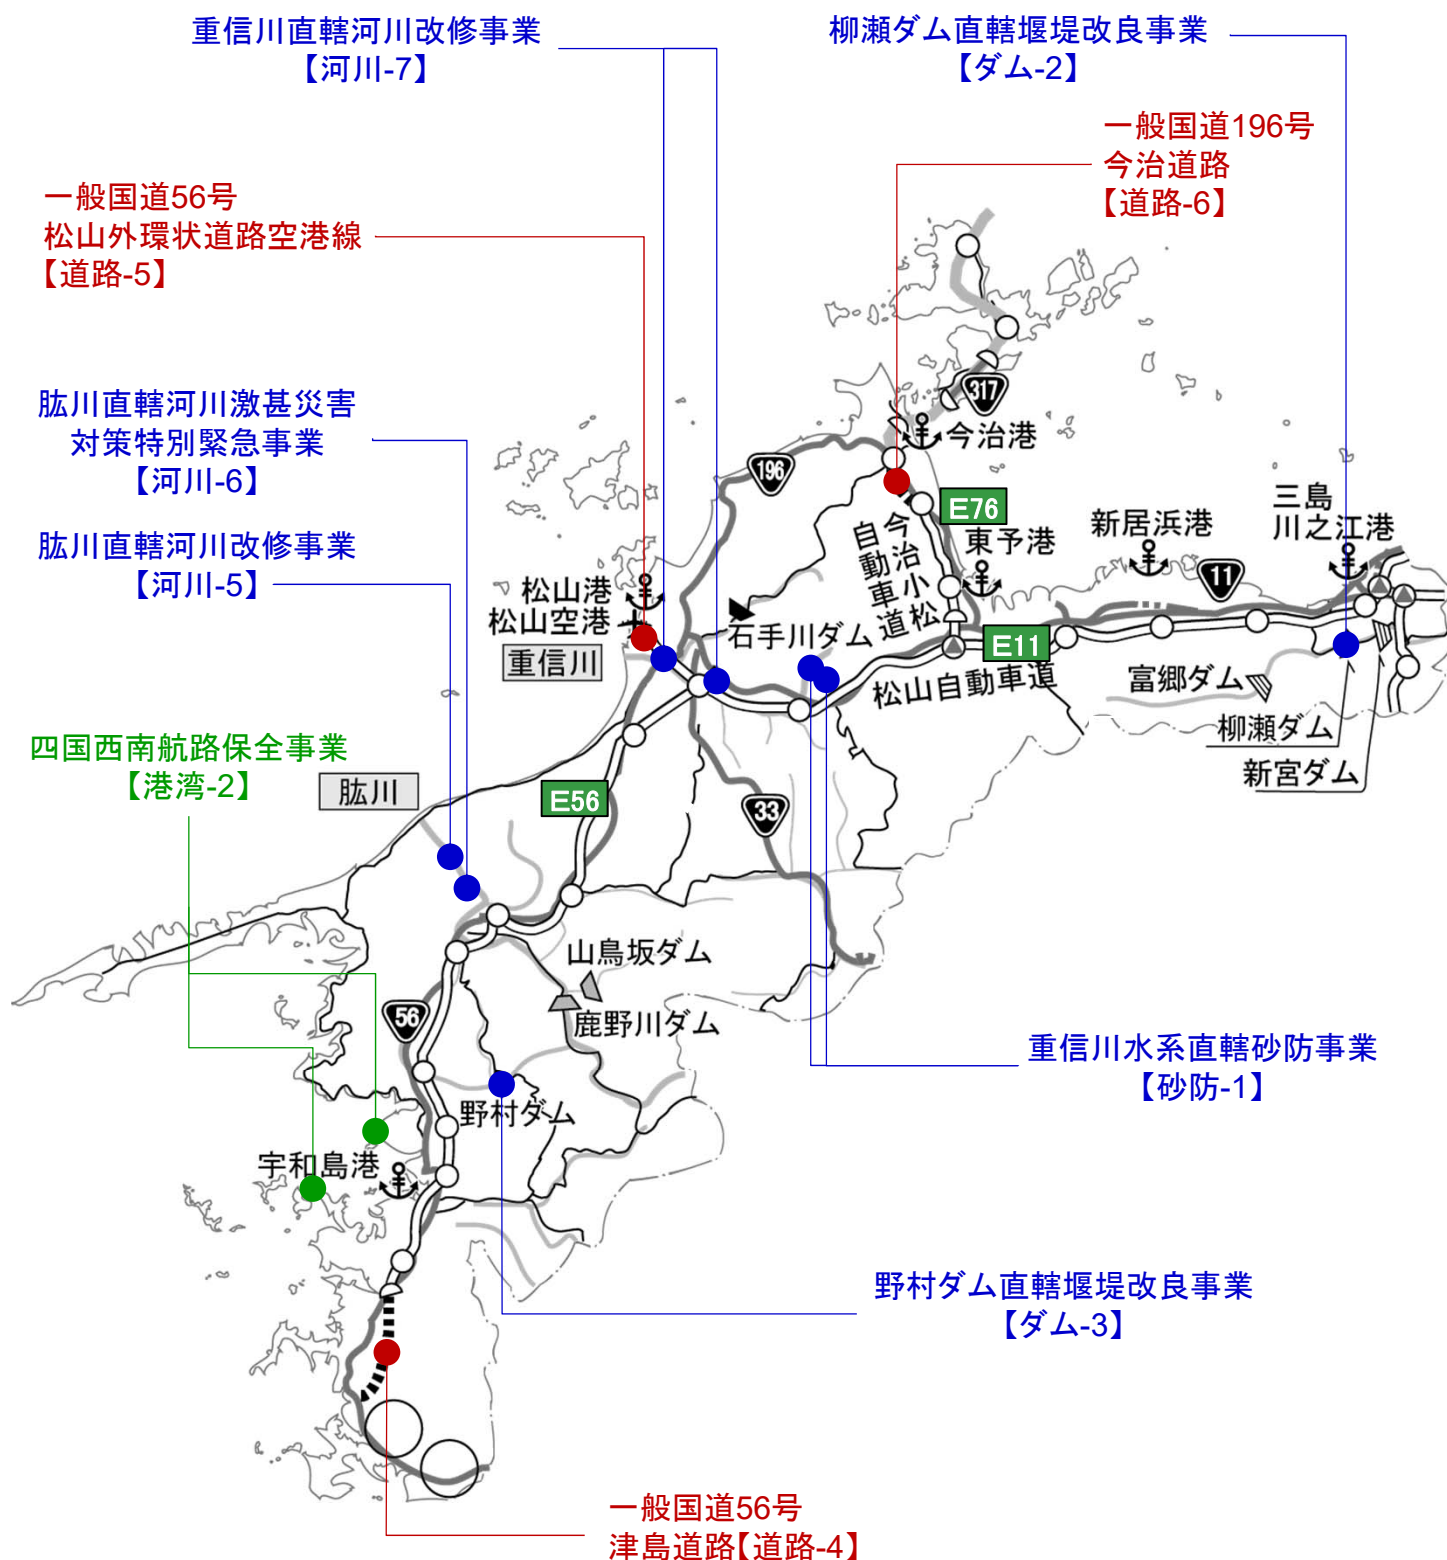 重信川直轄河川改修事業
【河川-7】
柳瀬ダム直轄堰堤改良事業
【ダム-2】
一般国道196号
今治道路
【道路-6】
一般国道56号
松山外環状道路空港線
【道路-5】
317
今治港
196
肱川直轄河川激甚災害
対策特別緊急事業
【河川-6】
E76
三島
川之江港
新居浜港
東予港
今治小松
自動車道
肱川直轄河川改修事業
【河川-5】
11
松山港
松山空港
石手川ダム
重信川
E11
松山自動車道
富郷ダム
柳瀬ダム
新宮ダム
四国西南航路保全事業
【港湾-2】
肱川
E56
33
山鳥坂ダム
鹿野川ダム
56
重信川水系直轄砂防事業
【砂防-1】
野村ダム
宇和島港
野村ダム直轄堰堤改良事業
【ダム-3】
一般国道56号
津島道路【道路-4】